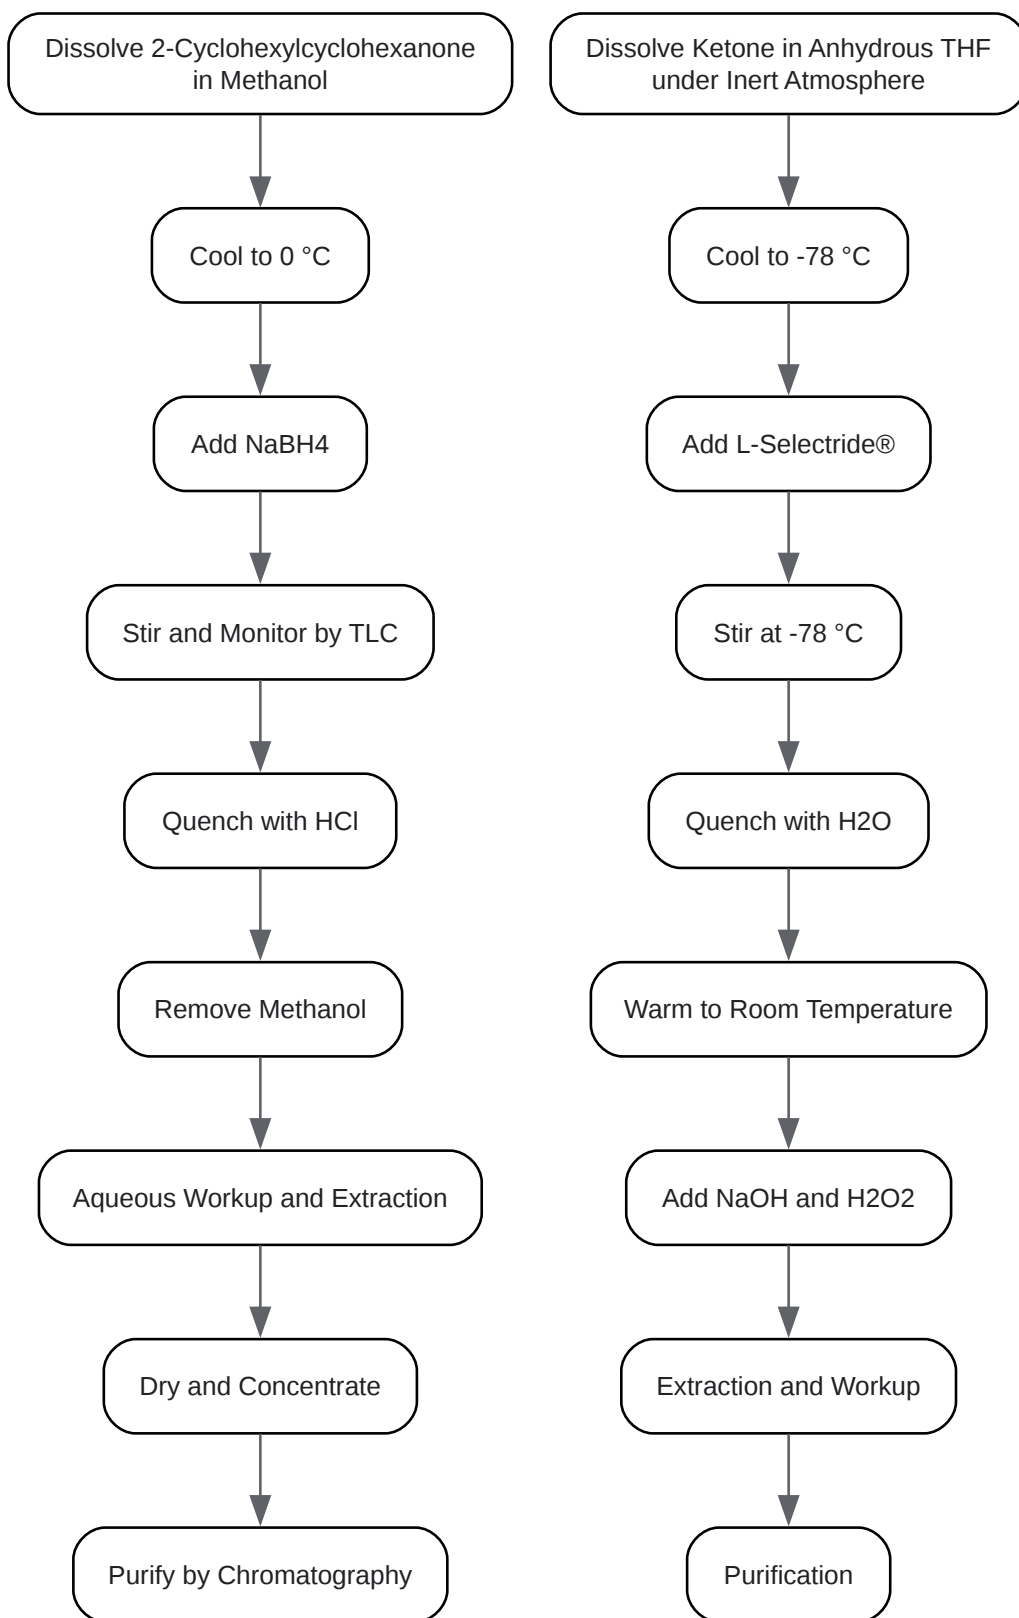 Dissolve 2-Cyclohexylcyclohexanone
in Methanol
Cool to 0 °C
Add NaBH4
Stir and Monitor by TLC
Quench with HCl
Remove Methanol
Aqueous Workup and Extraction
Dry and Concentrate
Purify by Chromatography
Dissolve Ketone in Anhydrous THF
under Inert Atmosphere
Cool to -78 °C
Add L-Selectride®
Stir at -78 °C
Quench with H2O
Warm to Room Temperature
Add NaOH and H2O2
Extraction and Workup
Purification